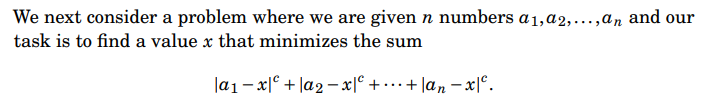 We next consider a problem where we are given n numbers a₁,a₂,...,aₙ and our
task is to find a value x that minimizes the sum
|a₁ − x|ᶜ + |a₂ − x|ᶜ + ··· + |aₙ − x|ᶜ.